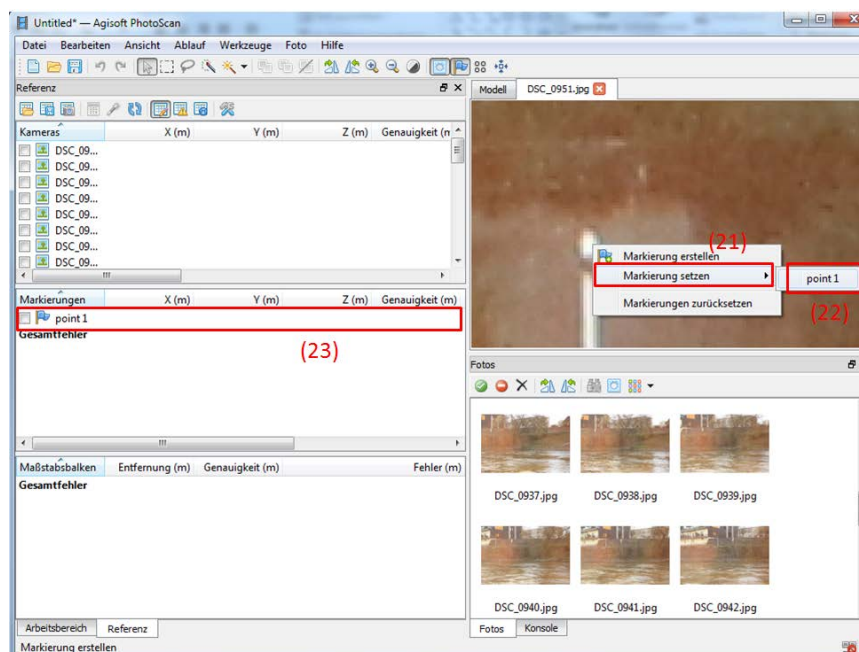 Untitled* — Agisoft PhotoScan
Datei Bearbeiten Ansicht Ablauf Werkzeuge Foto Hilfe
Referenz
Kameras X (m) Y (m) Z (m) Genauigkeit (m
DSC_09...
DSC_09...
DSC_09...
DSC_09...
DSC_09...
DSC_09...
DSC_09...
DSC_09...
Markierungen X (m) Y (m) Z (m) Genauigkeit (m)
point 1
Gesamtfehler
(23)
Maßstabsbalken Entfernung (m) Genauigkeit (m) Fehler (m)
Gesamtfehler
Arbeitsbereich Referenz
Markierung erstellen
Modell DSC_0951.jpg
(21)
Markierung erstellen
Markierung setzen
point 1
Markierungen zurücksetzen
(22)
Fotos
DSC_0937.jpg DSC_0938.jpg DSC_0939.jpg
DSC_0940.jpg DSC_0941.jpg DSC_0942.jpg
Fotos Konsole